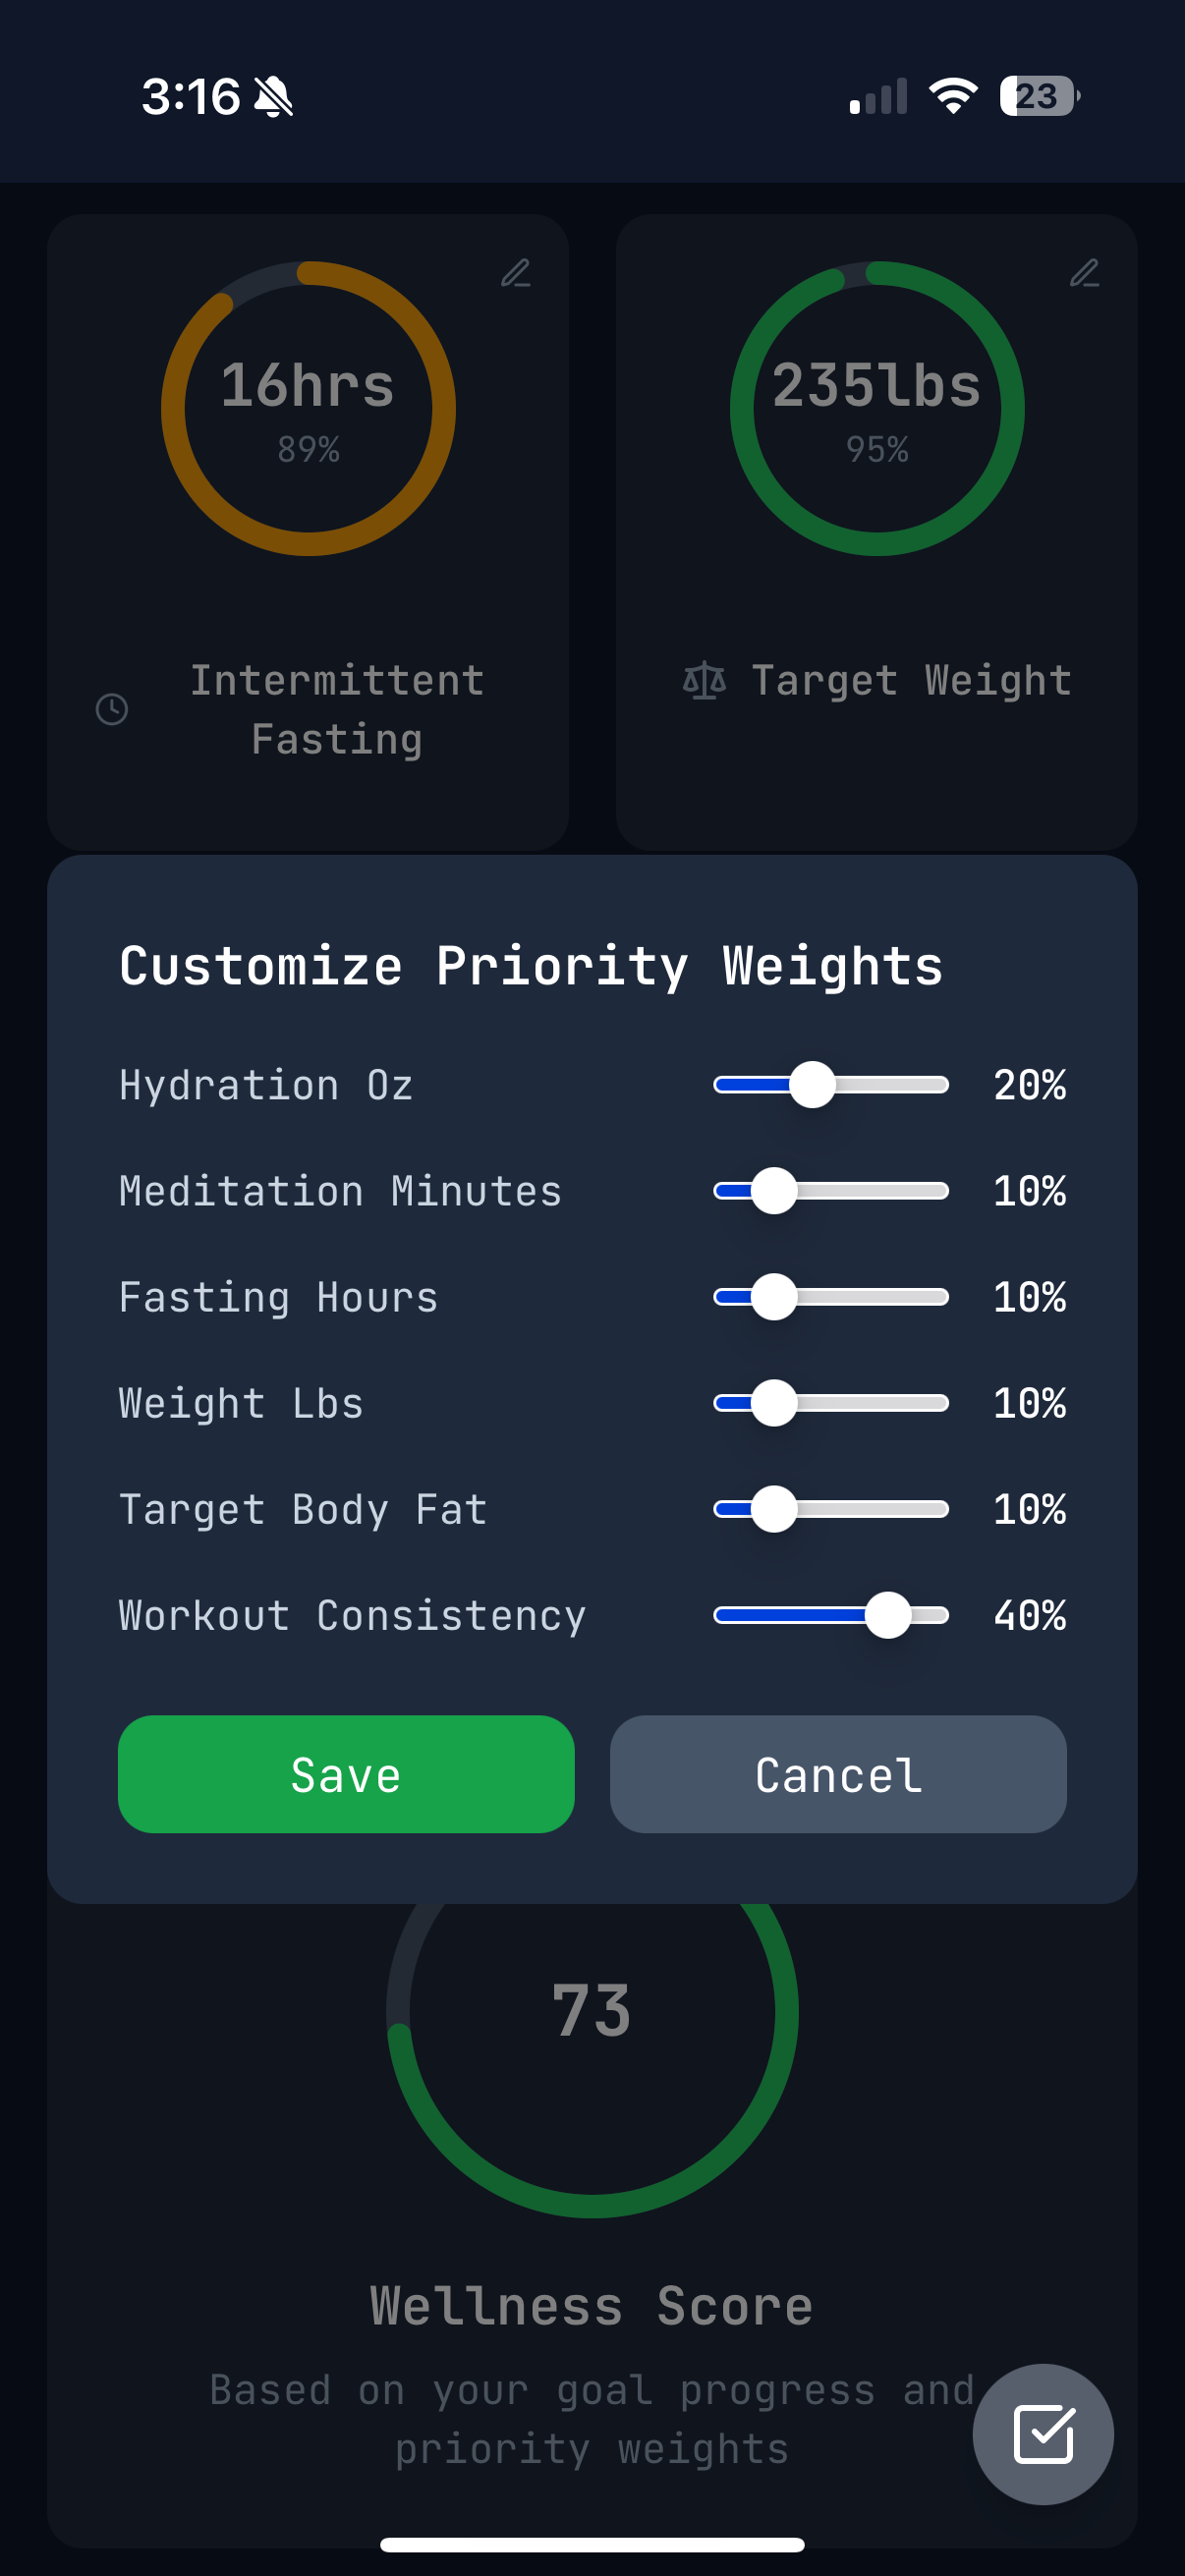 3:16
23
16hrs
89%
235lbs
95%
Intermittent
Fasting
Target Weight
Customize Priority Weights
Hydration Oz 20%
Meditation Minutes 10%
Fasting Hours 10%
Weight Lbs 10%
Target Body Fat 10%
Workout Consistency 40%
Save Cancel
73
Wellness Score
Based on your goal progress and
priority weights